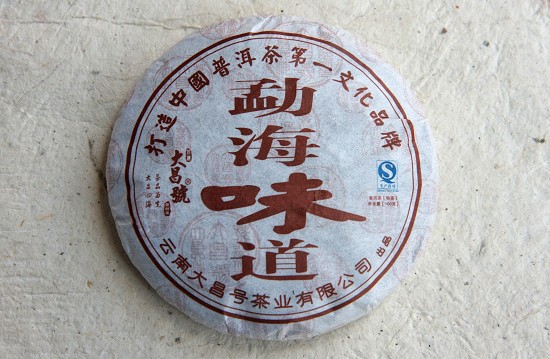 打造中國普洱茶第一文化品牌
勐海味道
大昌號
云南大昌号茶业有限公司 出品